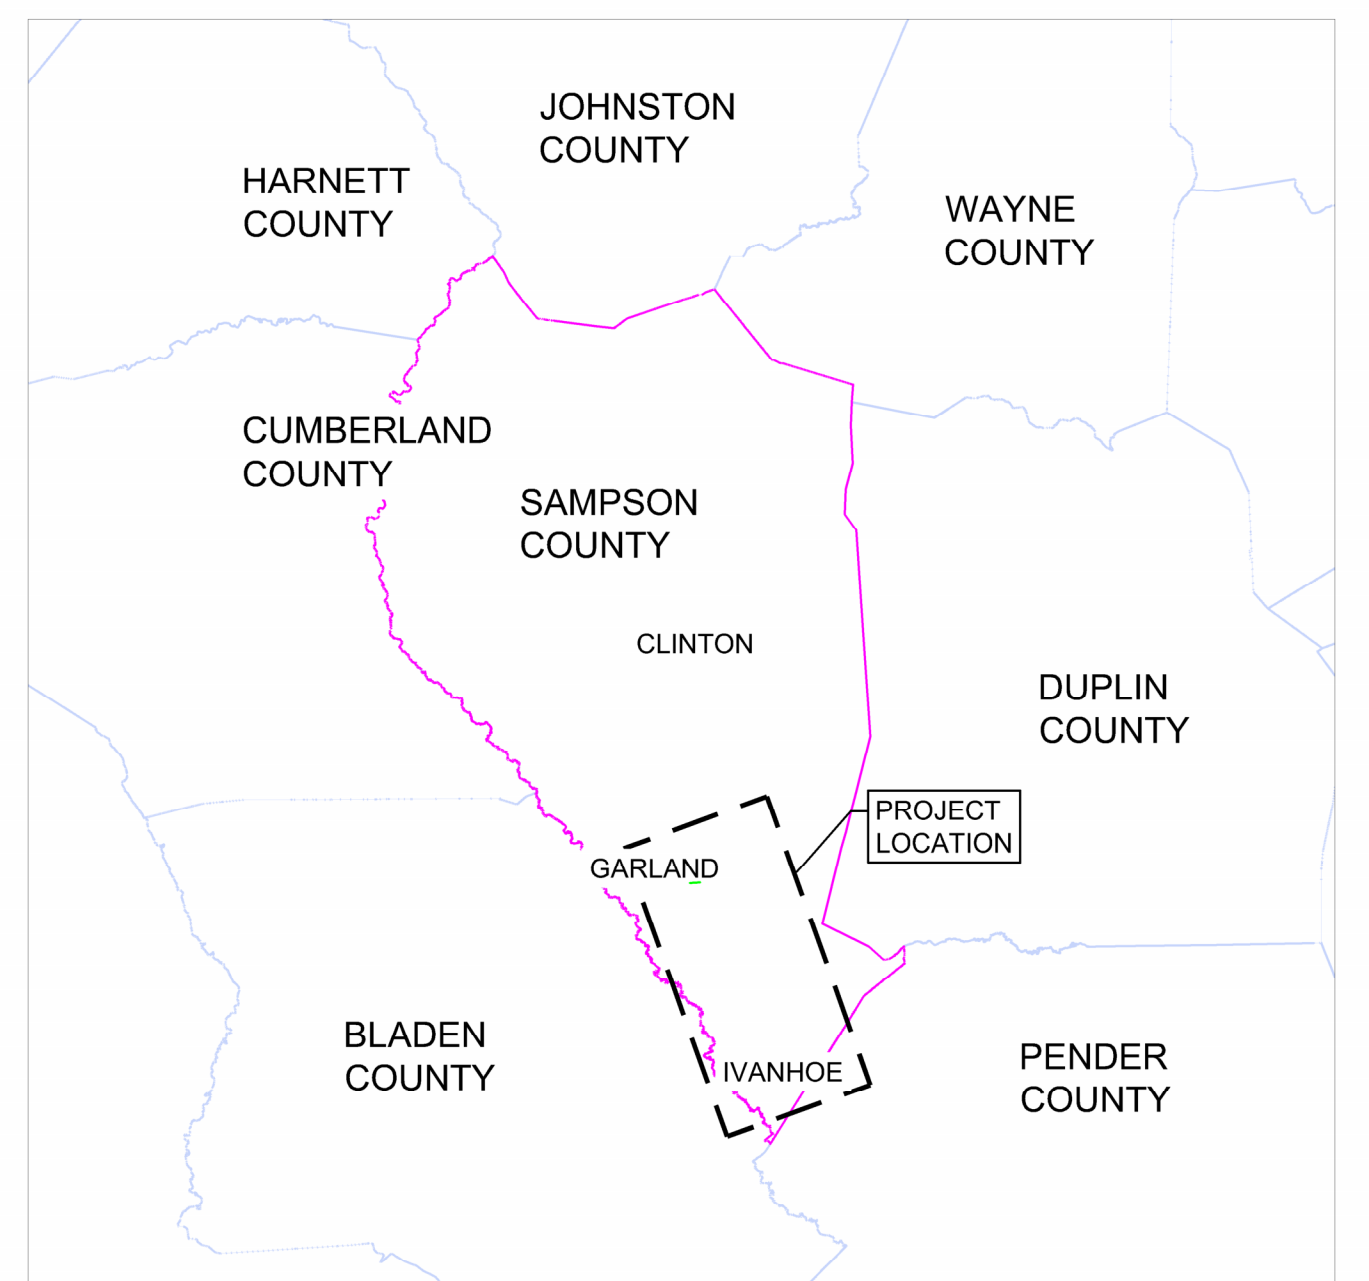 JOHNSTON
COUNTY
HARNETT
COUNTY
WAYNE
COUNTY
CUMBERLAND
COUNTY
SAMPSON
COUNTY
CLINTON
DUPLIN
COUNTY
PROJECT
LOCATION
GARLAND
BLADEN
COUNTY
IVANHOE
PENDER
COUNTY